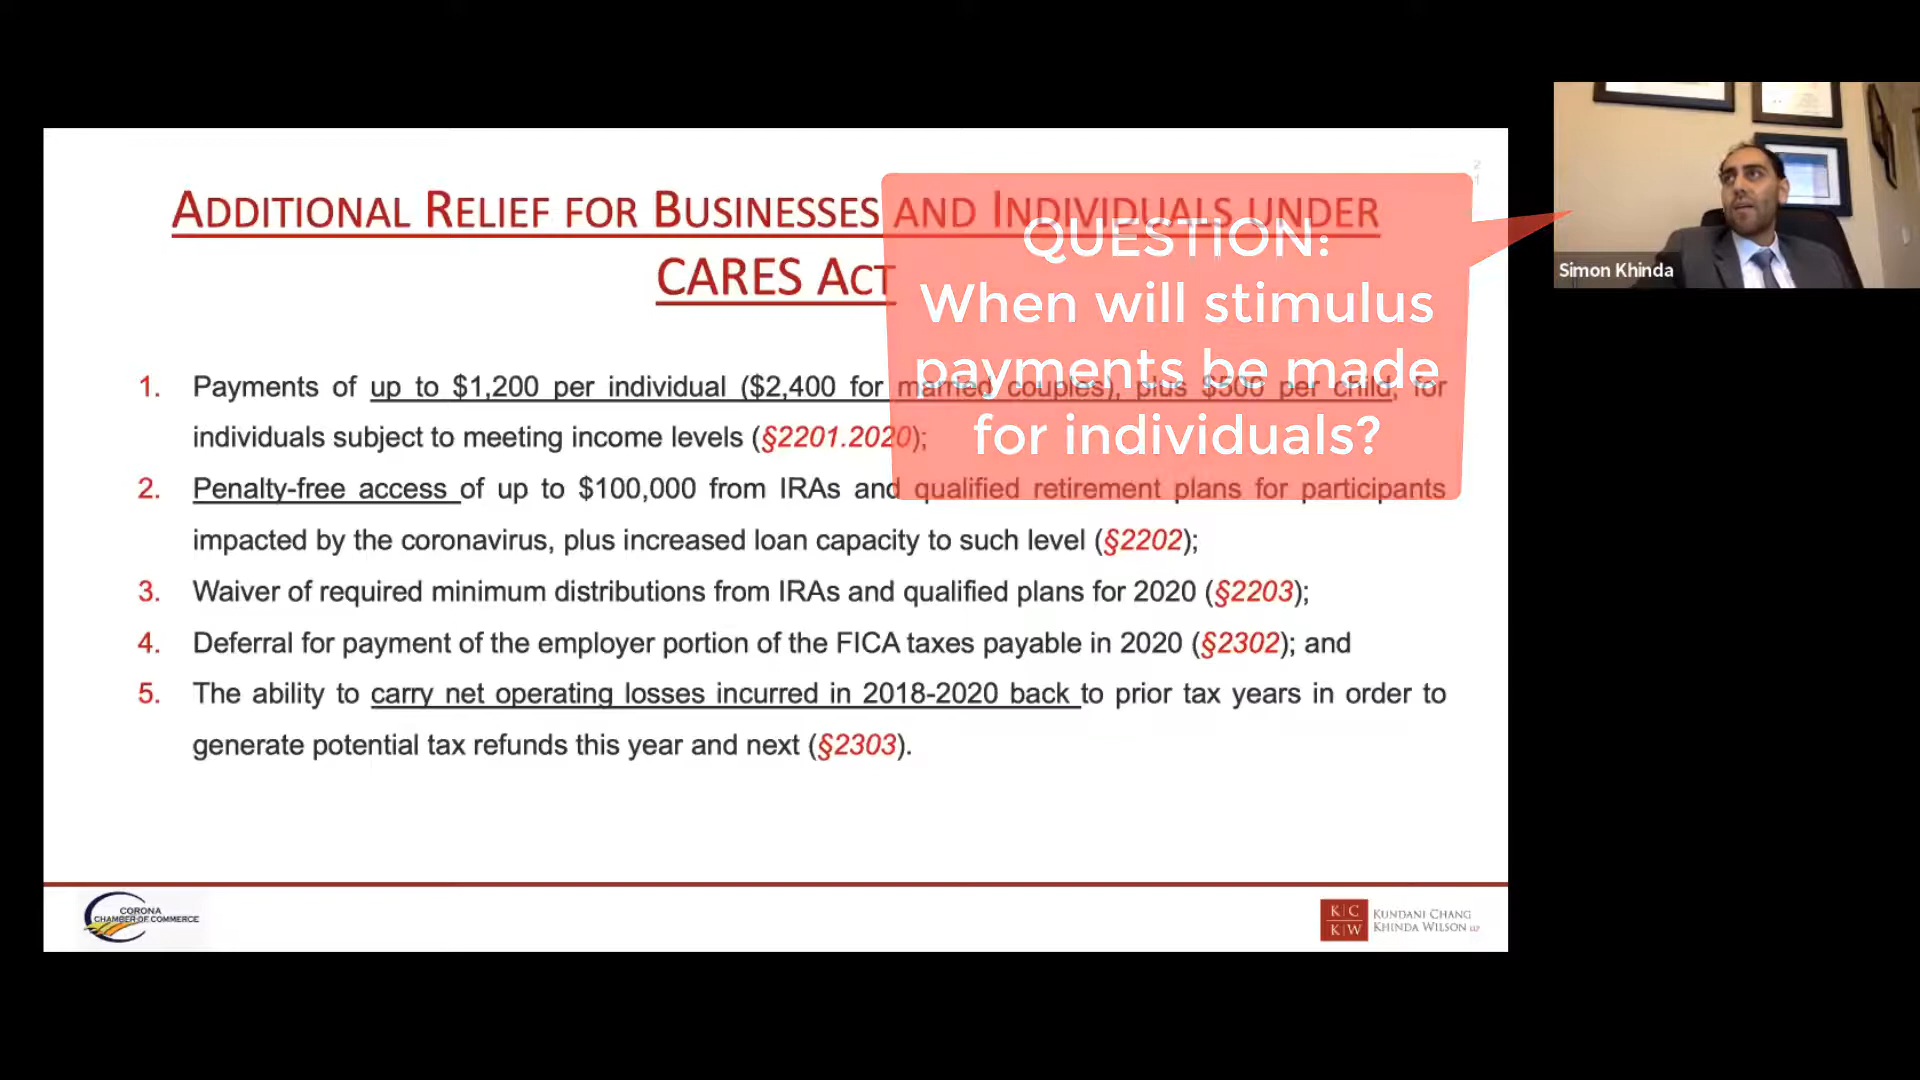 ADDITIONAL RELIEF FOR BUSINESSES AND INDIVIDUALS UNDER
CARES ACT
QUESTION:
When will stimulus
payments be made
for individuals?
Simon Khinda
1. Payments of up to $1,200 per individual ($2,400 for married couples), plus $500 per child, for
individuals subject to meeting income levels (§2201.2020);
2. Penalty-free access of up to $100,000 from IRAs and qualified retirement plans for participants
impacted by the coronavirus, plus increased loan capacity to such level (§2202);
3. Waiver of required minimum distributions from IRAs and qualified plans for 2020 (§2203);
4. Deferral for payment of the employer portion of the FICA taxes payable in 2020 (§2302); and
5. The ability to carry net operating losses incurred in 2018-2020 back to prior tax years in order to
generate potential tax refunds this year and next (§2303).
CORONA
CHAMBER OF COMMERCE
K|C
K|W
KUNDANI CHANG
KHINDA WILSON LLP